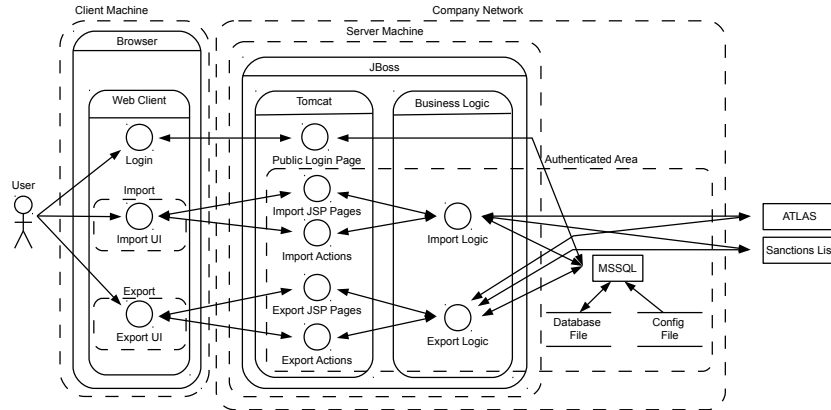 Client Machine
Company Network
Browser
Server Machine
JBoss
Web Client
Tomcat
Business Logic
Login
Public Login Page
Authenticated Area
User
Import
Import UI
Import JSP Pages
Import Actions
Import Logic
ATLAS
Sanctions List
MSSQL
Export
Export UI
Export JSP Pages
Export Actions
Export Logic
Database
File
Config
File